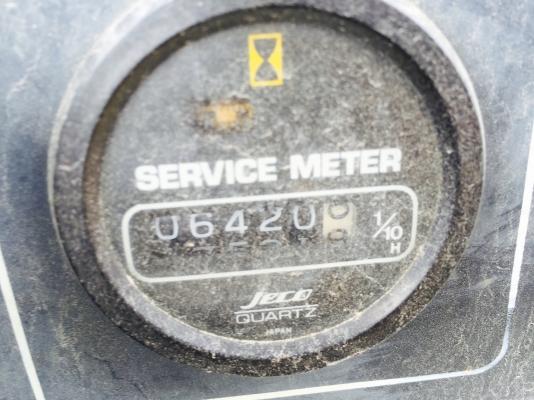 SERVICE METER
06420 1/10
H
Jeco
QUARTZ
JAPAN